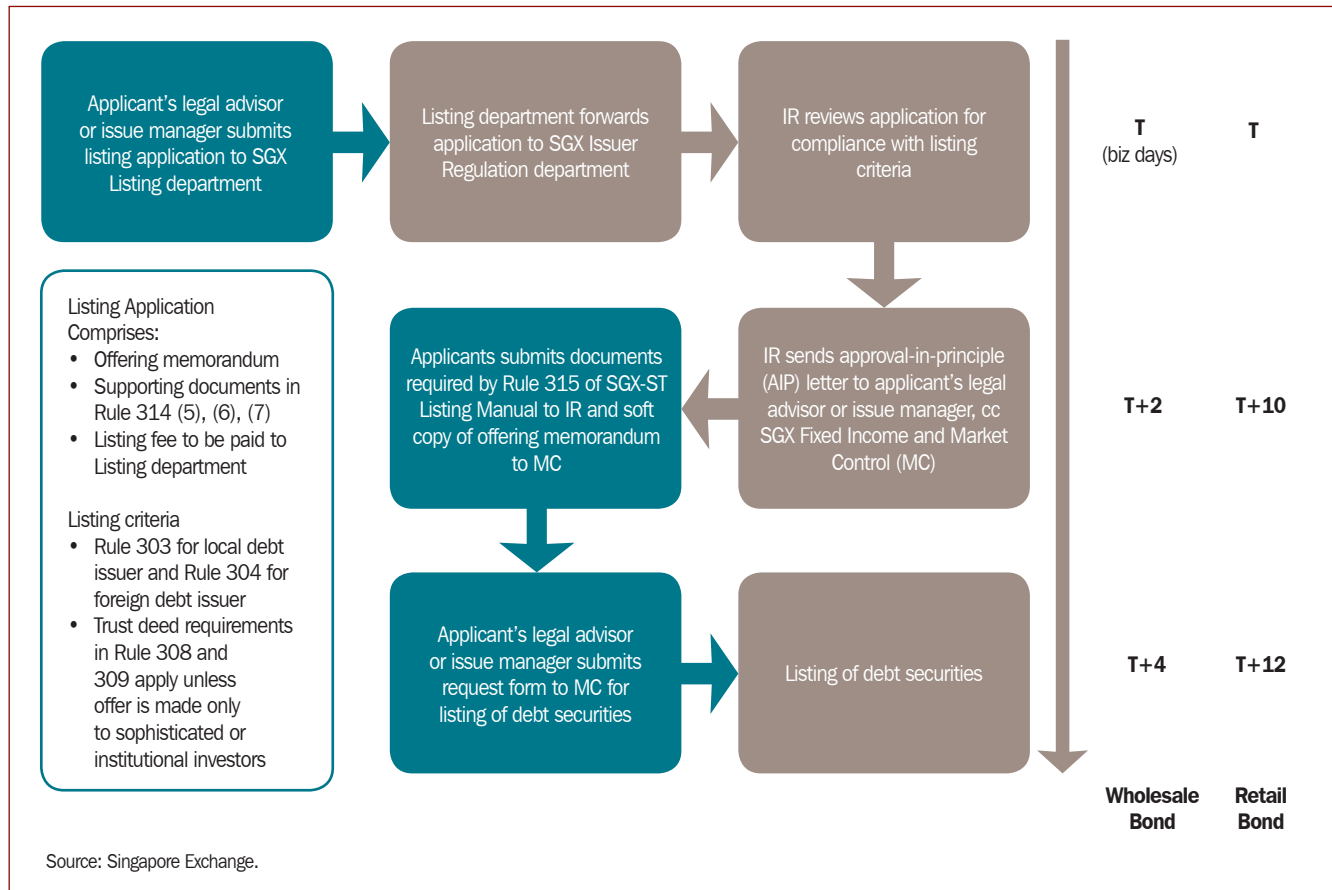 Applicant's legal advisor
or issue manager submits
listing application to SGX
Listing department
Listing department forwards
application to SGX Issuer
Regulation department
IR reviews application for
compliance with listing
criteria
T
(biz days)
T
Listing Application
Comprises:
• Offering memorandum
• Supporting documents in
Rule 314 (5), (6), (7)
• Listing fee to be paid to
Listing department
Listing criteria
• Rule 303 for local debt
issuer and Rule 304 for
foreign debt issuer
• Trust deed requirements
in Rule 308 and
309 apply unless
offer is made only
to sophisticated or
institutional investors
Applicants submits documents
required by Rule 315 of SGX-ST
Listing Manual to IR and soft
copy of offering memorandum
to MC
IR sends approval-in-principle
(AIP) letter to applicant's legal
advisor or issue manager, cc
SGX Fixed Income and Market
Control (MC)
T+2
T+10
Applicant's legal advisor
or issue manager submits
request form to MC for
listing of debt securities
Listing of debt securities
T+4
T+12
Wholesale
Bond
Retail
Bond
Source: Singapore Exchange.